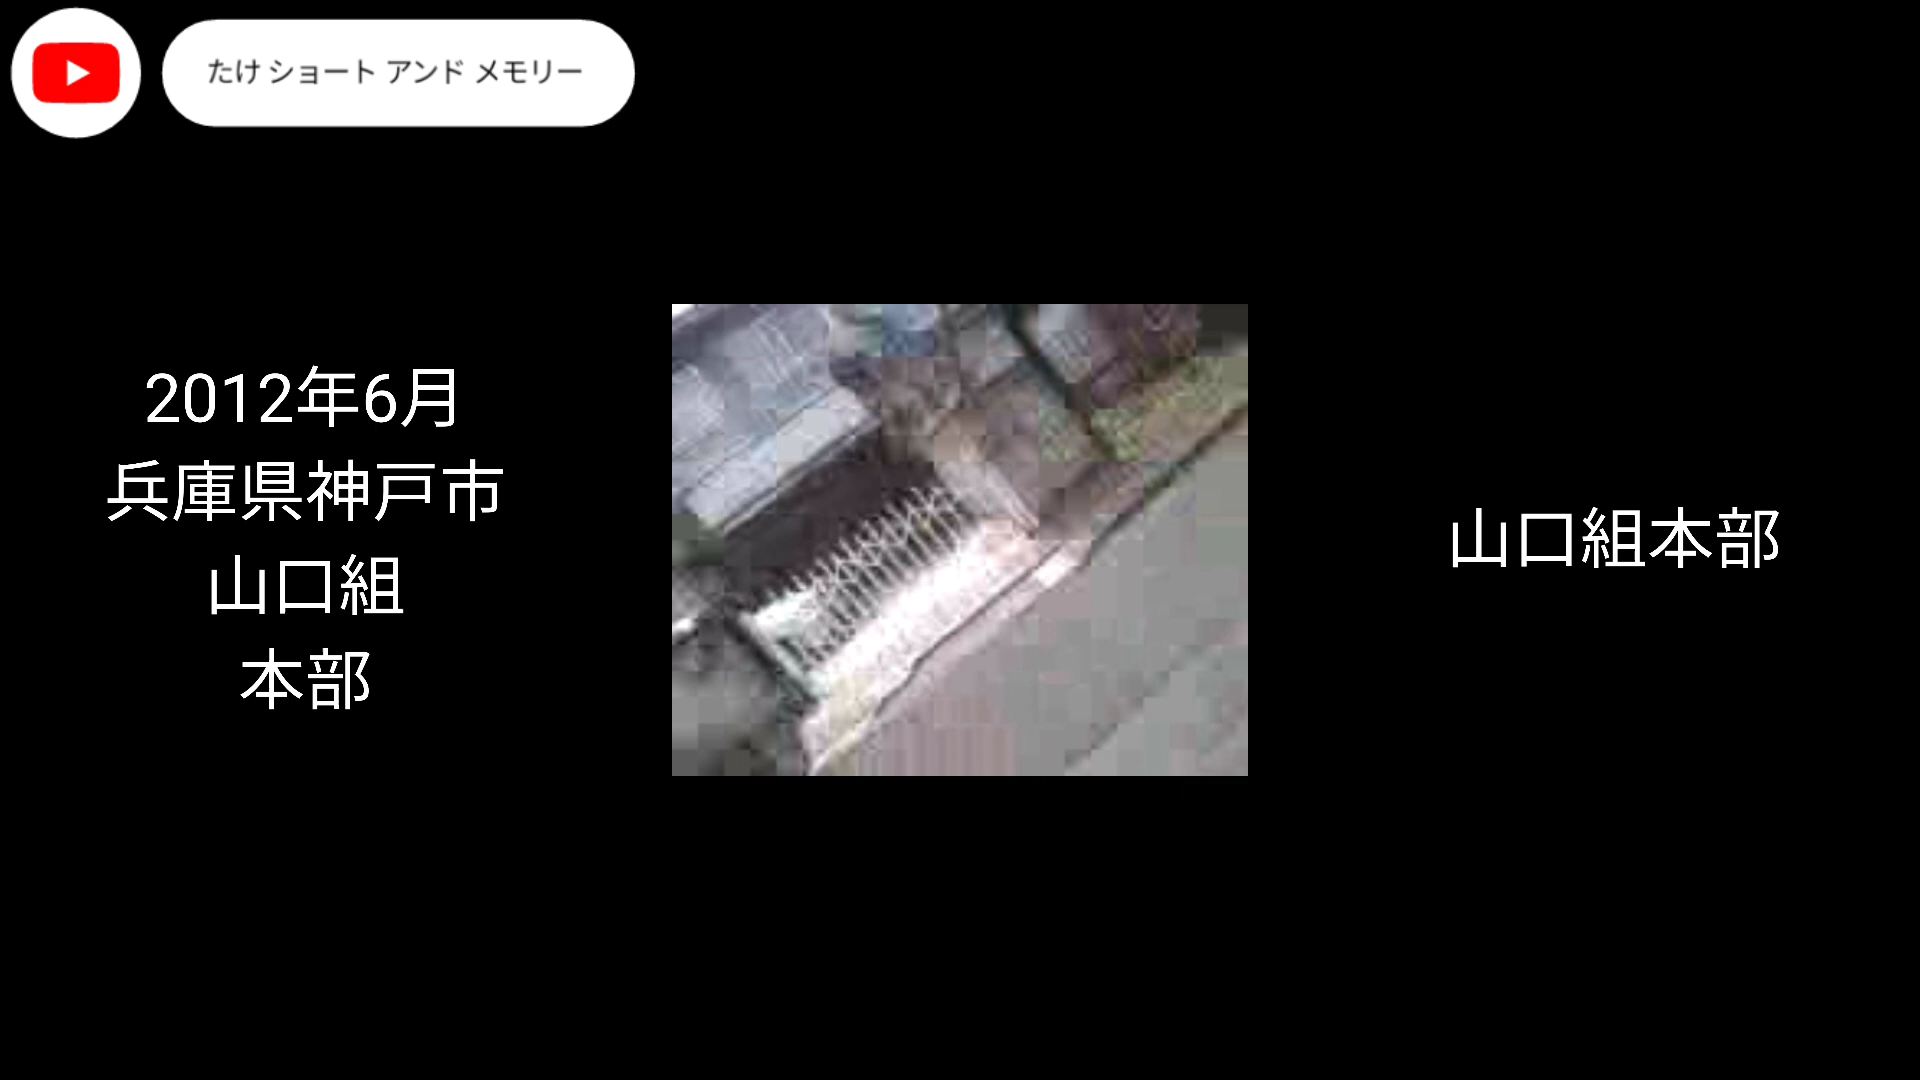 たけ ショート アンド メモリー
2012年6月
兵庫県神戸市
山口組
本部
山口組本部